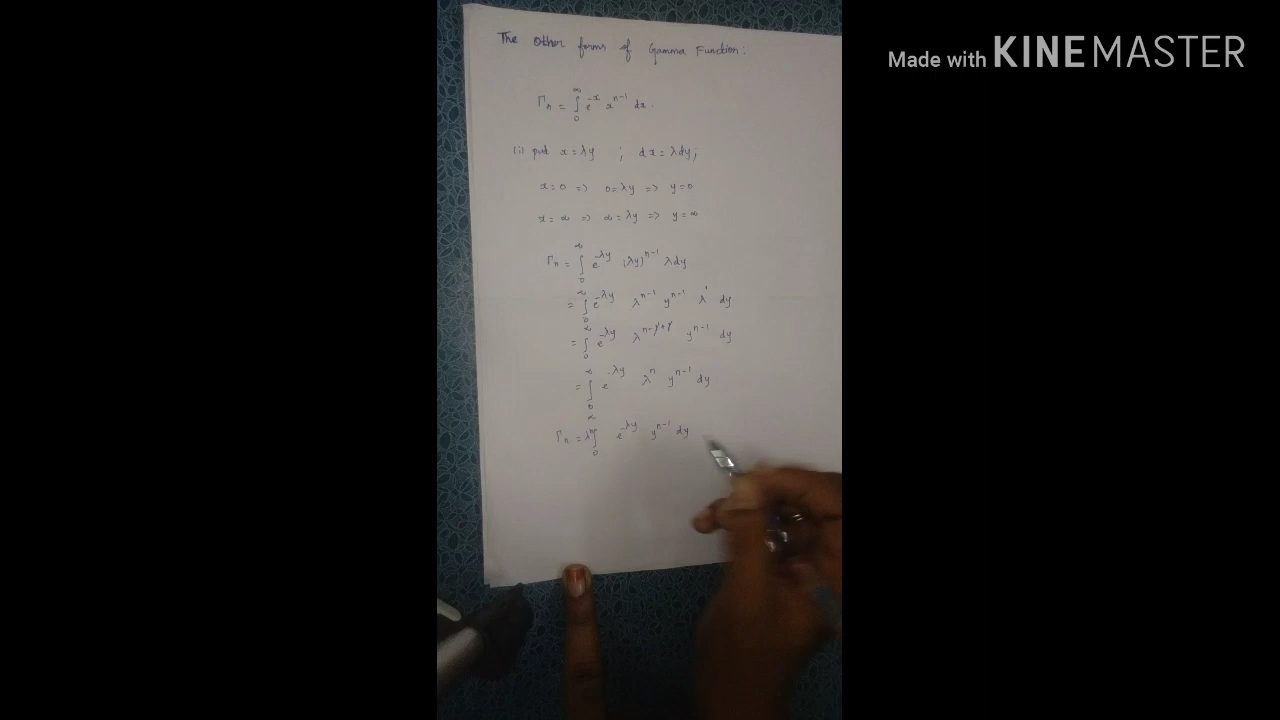 The other forms of Gamma Function:
Made with KINEMASTER
Γn = ∫₀^∞ e^-x x^n-1 dx.
(i) put x = λy ; dx = λdy;
x=0 => 0=λy => y=0
x=∞ => ∞=λy => y=∞
Γn = ∫₀^∞ e^-λy (λy)^n-1 λdy
= ∫₀^∞ e^-λy λ^n-1 y^n-1 λ^1 dy
= ∫₀^∞ e^-λy λ^n-1+1 y^n-1 dy
= ∫₀^∞ e^-λy λ^n y^n-1 dy
Γn = λ^n ∫₀^∞ e^-λy y^n-1 dy